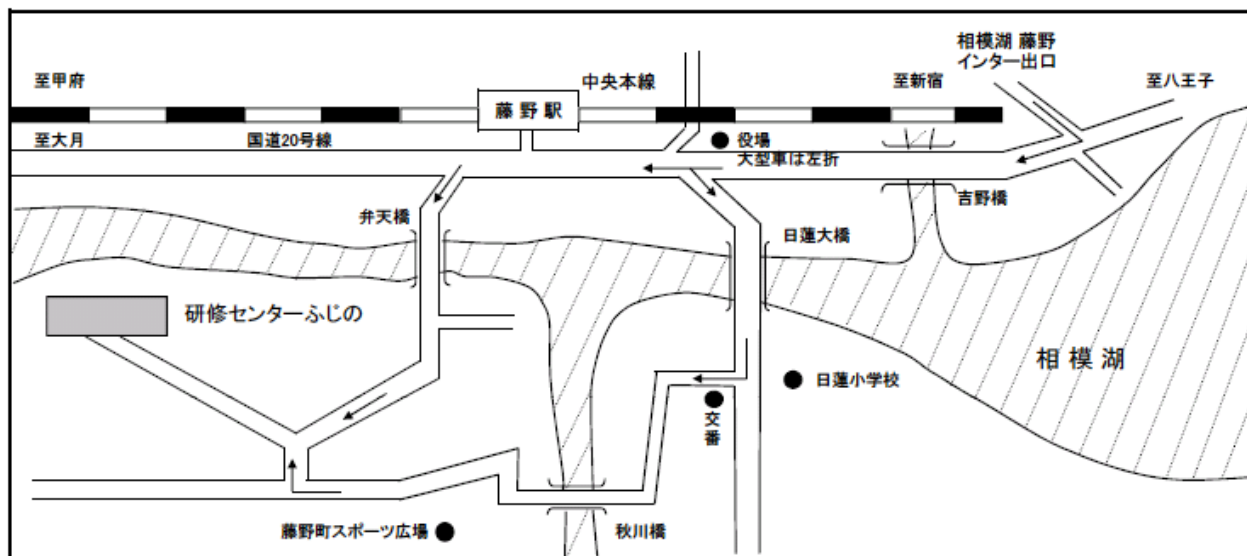 相模湖 藤野
インター出口
至甲府
中央本線
至新宿
至八王子
藤野駅
至大月
国道20号線
役場
大型車は左折
吉野橋
弁天橋
日蓮大橋
研修センターふじの
相模湖
日蓮小学校
交番
藤野町スポーツ広場
秋川橋